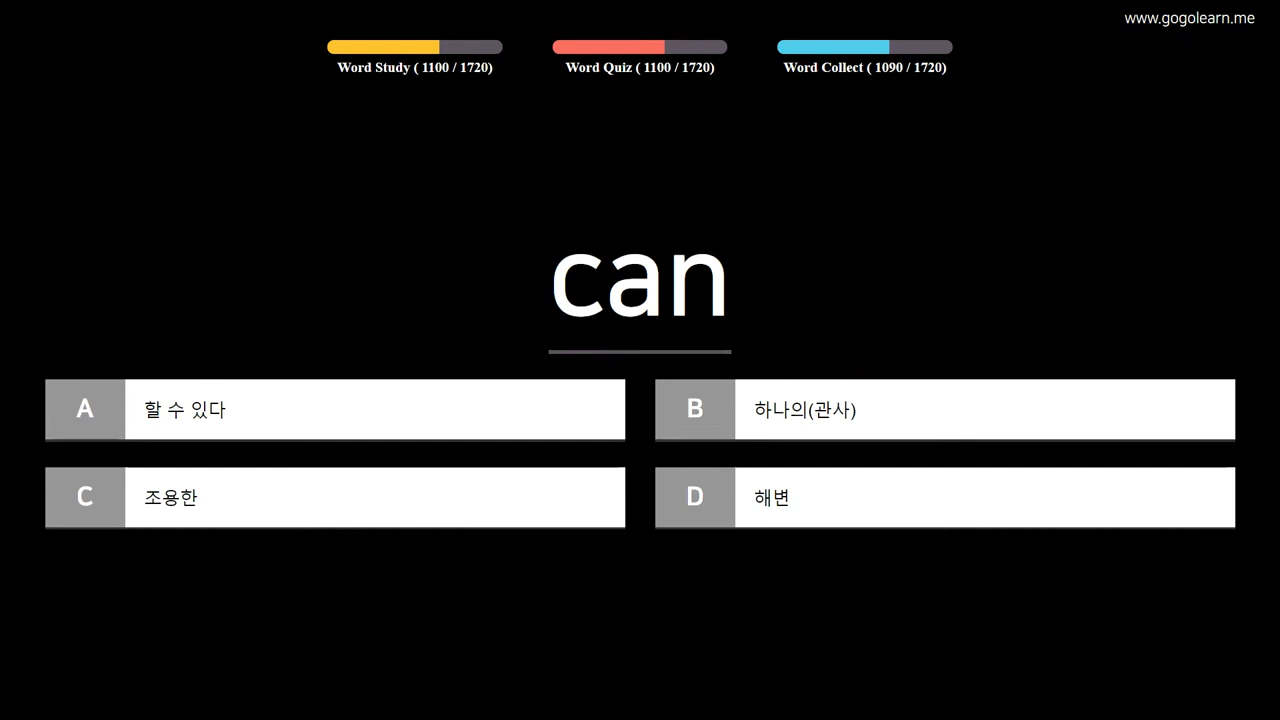 www.gogolearn.me
Word Study ( 1100 / 1720)
Word Quiz ( 1100 / 1720)
Word Collect ( 1090 / 1720)
can
A 할 수 있다
B 하나의(관사)
C 조용한
D 해변